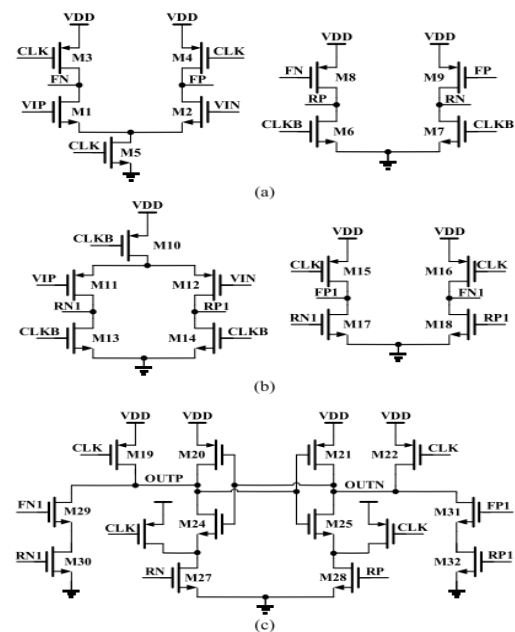 VDD VDD
CLK M3 M4 CLK
FN FP
VIP M1 M2 VIN
CLK M5
VDD VDD
FN M8 M9 FP
RP RN
CLKB M6 M7 CLKB
(a)
VDD
CLKB M10
VIP M11 M12 VIN
RN1 RP1
CLKB M13 M14 CLKB
VDD VDD
CLK M15 M16 CLK
FP1 FN1
RN1 M17 M18 RP1
(b)
VDD VDD VDD VDD
CLK M19 M20 M21 M22 CLK
OUTP OUTN
FN1 M29 M24 M25 M31 FP1
CLK CLK
RN1 M30 RN M27 M28 RP M32 RP1
(c)